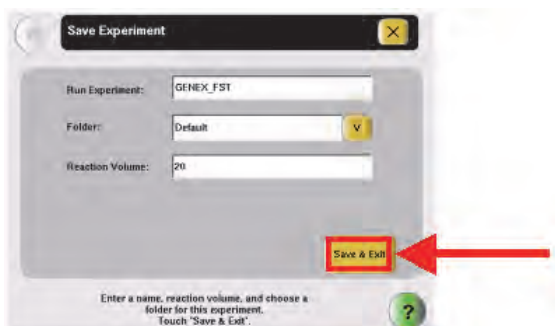 Save Experiment
Run Experiment: GENEX_FST
Folder: Default V
Reaction Volume: 20
Save & Exit
Enter a name, reaction volume, and choose a
folder for this experiment.
Touch "Save & Exit".
?